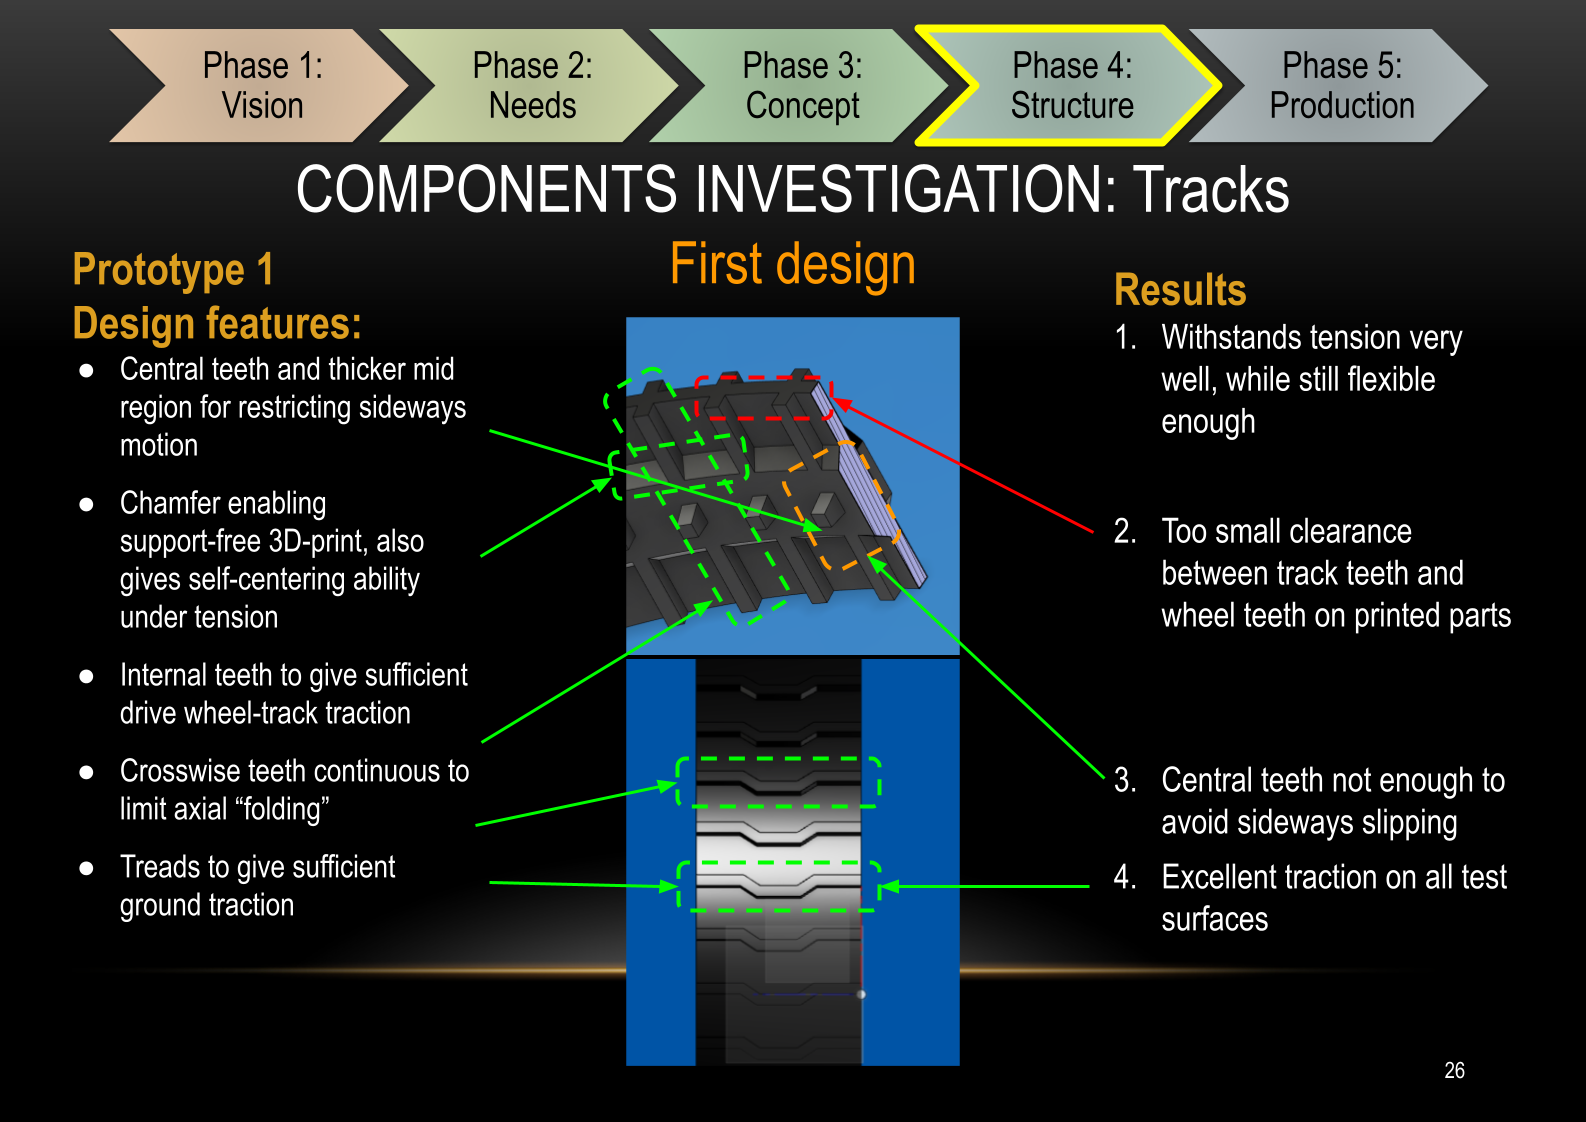 Phase 1:
Vision
Phase 2:
Needs
Phase 3:
Concept
Phase 4:
Structure
Phase 5:
Production
COMPONENTS INVESTIGATION: Tracks
First design
Prototype 1
Design features:
● Central teeth and thicker mid
region for restricting sideways
motion
● Chamfer enabling
support-free 3D-print, also
gives self-centering ability
under tension
● Internal teeth to give sufficient
drive wheel-track traction
● Crosswise teeth continuous to
limit axial “folding”
● Treads to give sufficient
ground traction
Results
1. Withstands tension very
well, while still flexible
enough
2. Too small clearance
between track teeth and
wheel teeth on printed parts
3. Central teeth not enough to
avoid sideways slipping
4. Excellent traction on all test
surfaces
26